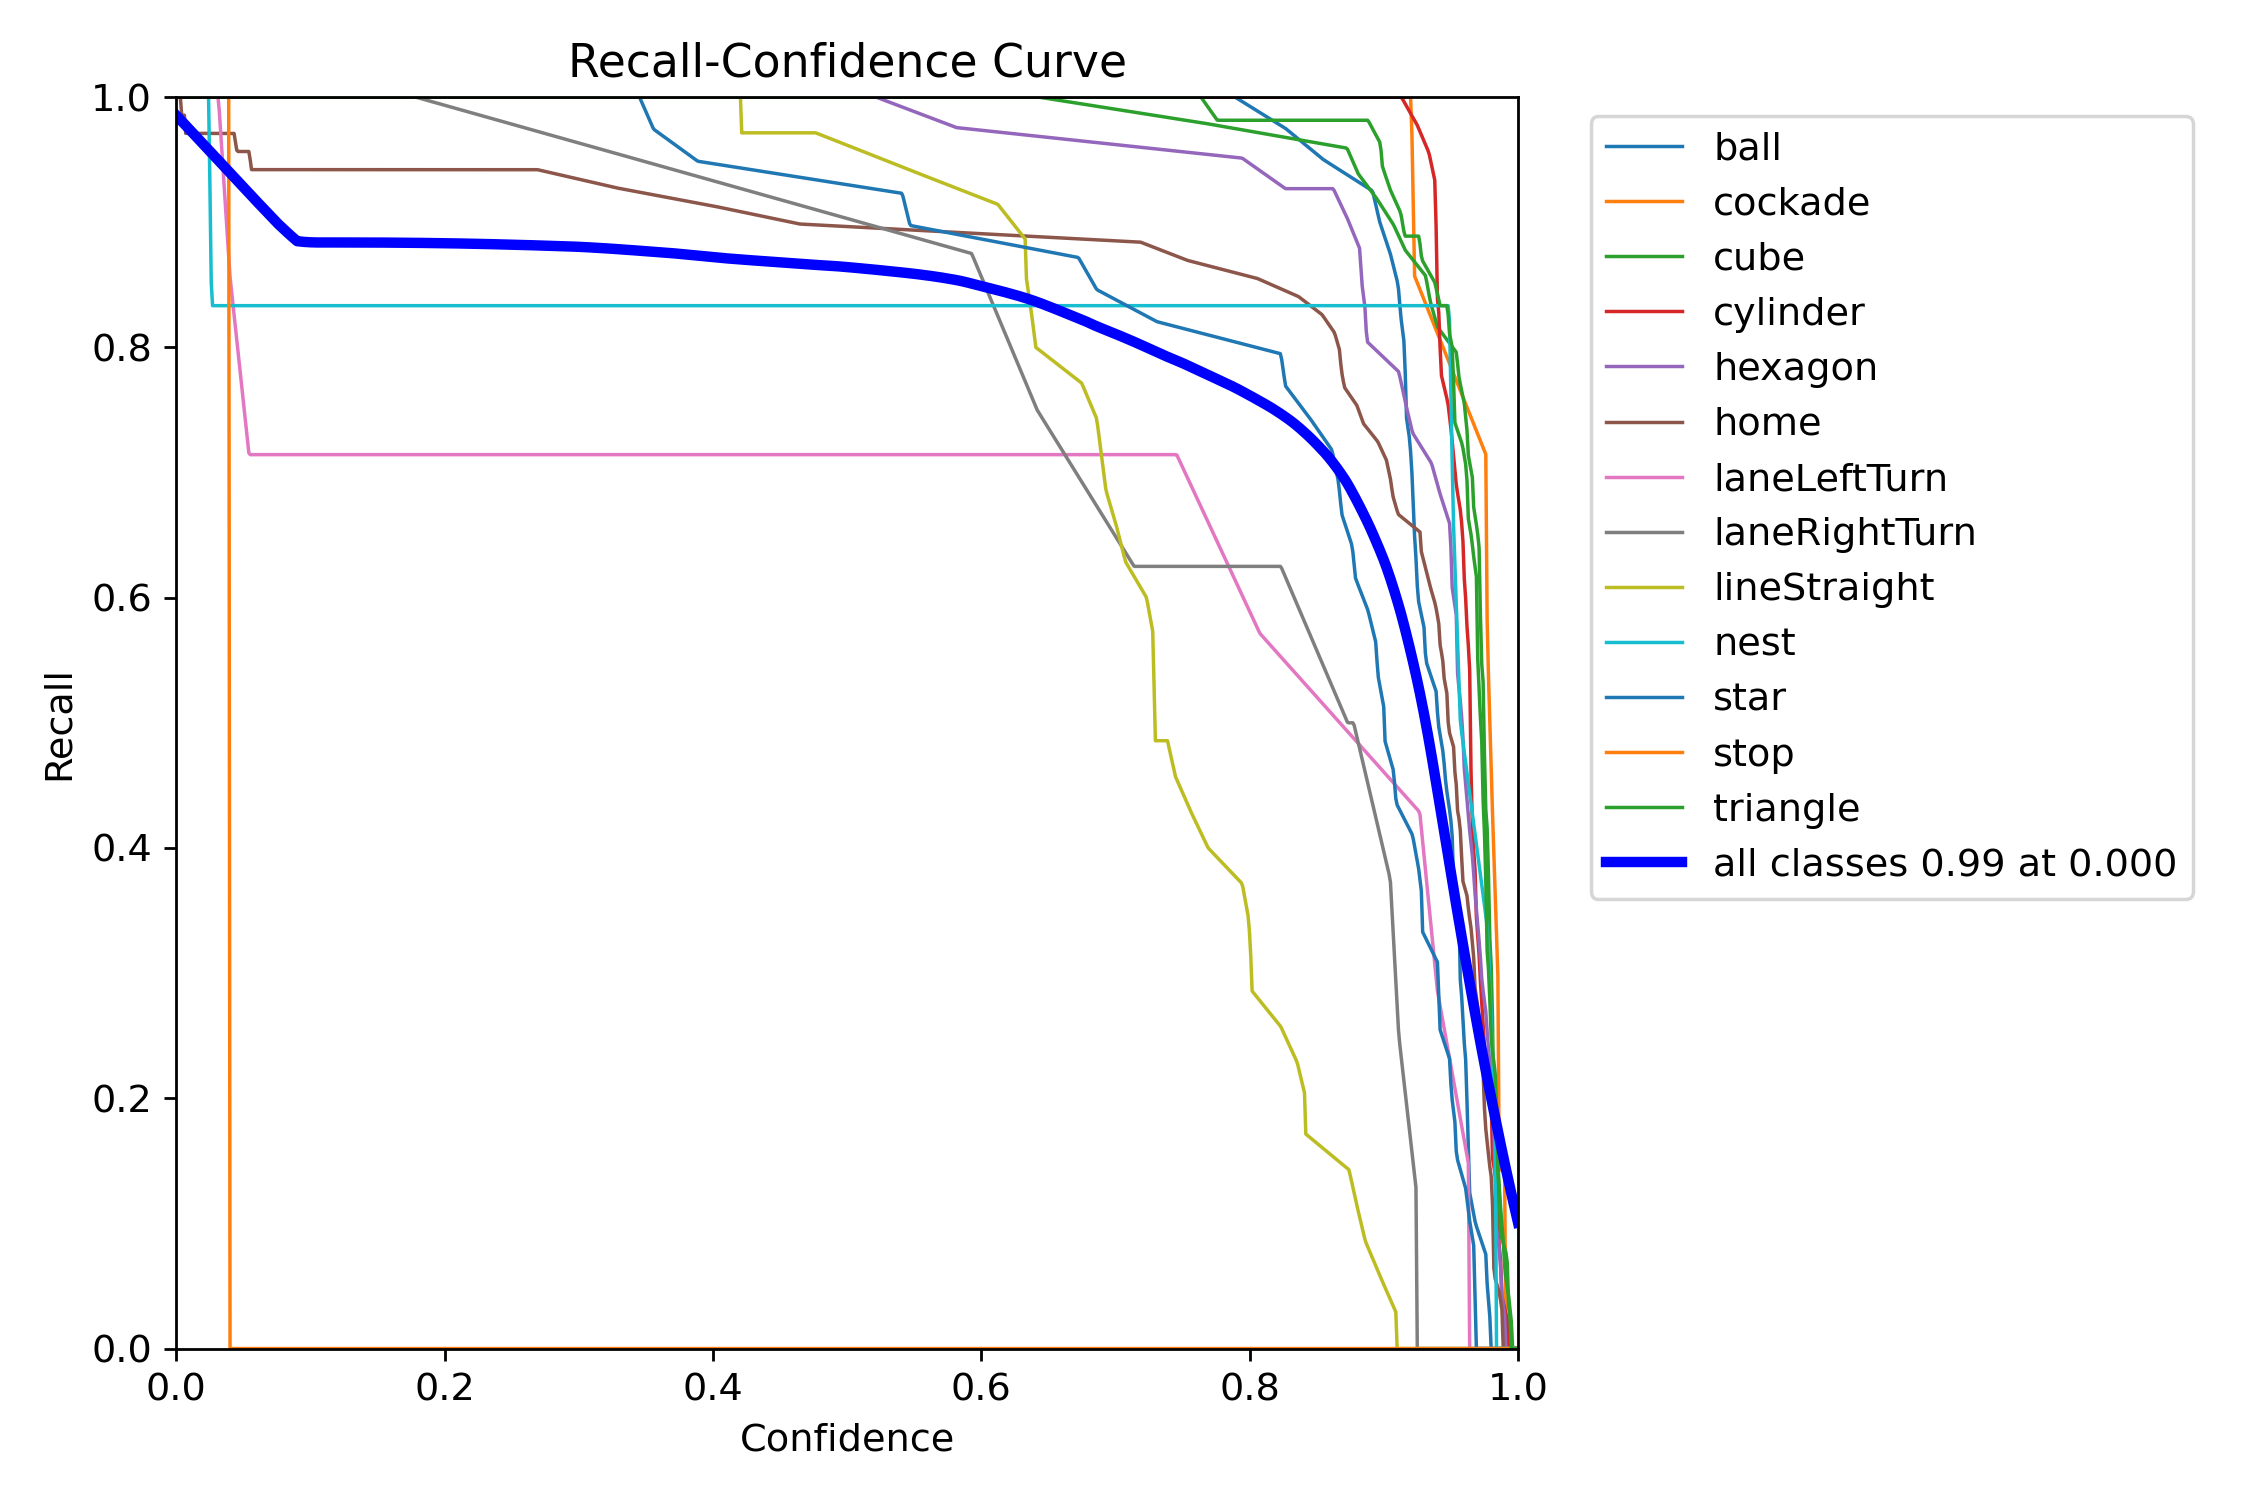 Recall-Confidence Curve
1.0
0.8
0.6
0.4
0.2
0.0
Recall
0.0 0.2 0.4 0.6 0.8 1.0
Confidence
ball
cockade
cube
cylinder
hexagon
home
laneLeftTurn
laneRightTurn
lineStraight
nest
star
stop
triangle
all classes 0.99 at 0.000